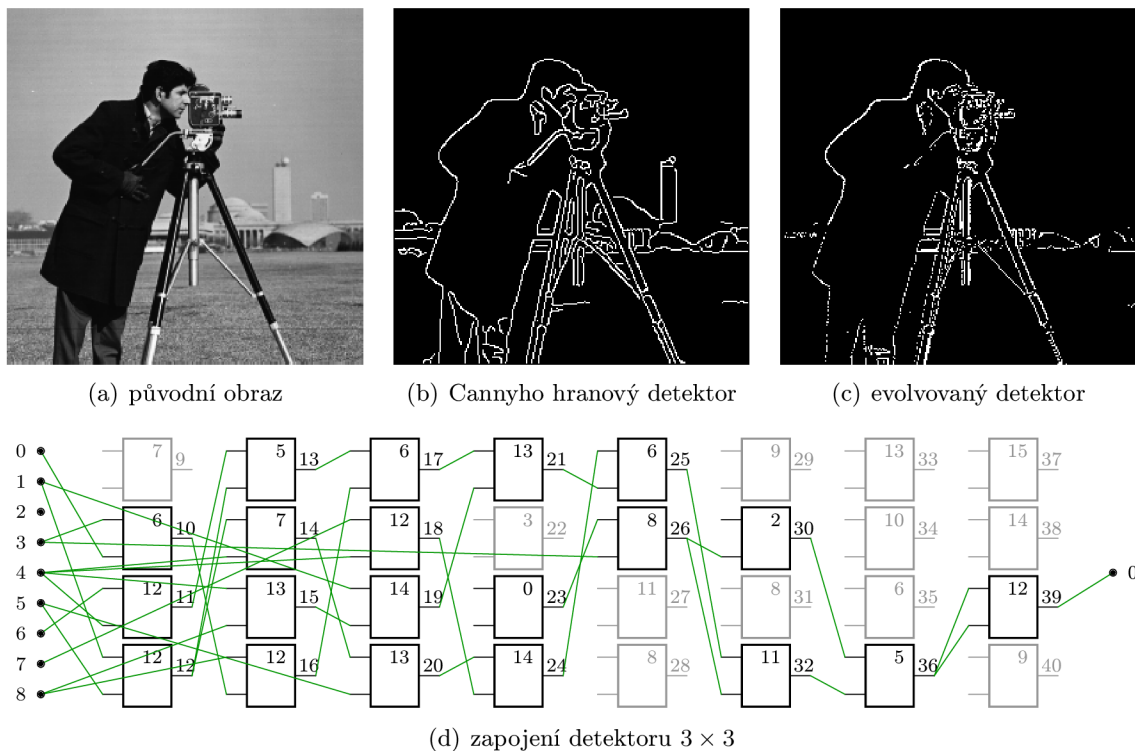 (a) původní obraz
(b) Cannyho hranový detektor
(c) evolvovaný detektor
0 7 9 5 13 6 17 13 21 6 25 9 29 13 33 15 37
1
2 6 10 7 14 12 18 3 22 8 26 2 30 10 34 14 38
3
4 12 11 13 15 14 19 0 23 11 27 8 31 6 35 12 39 0
5
6
7 12 12 12 16 13 20 14 24 8 28 11 32 5 36 9 40
8
(d) zapojení detektoru 3 × 3